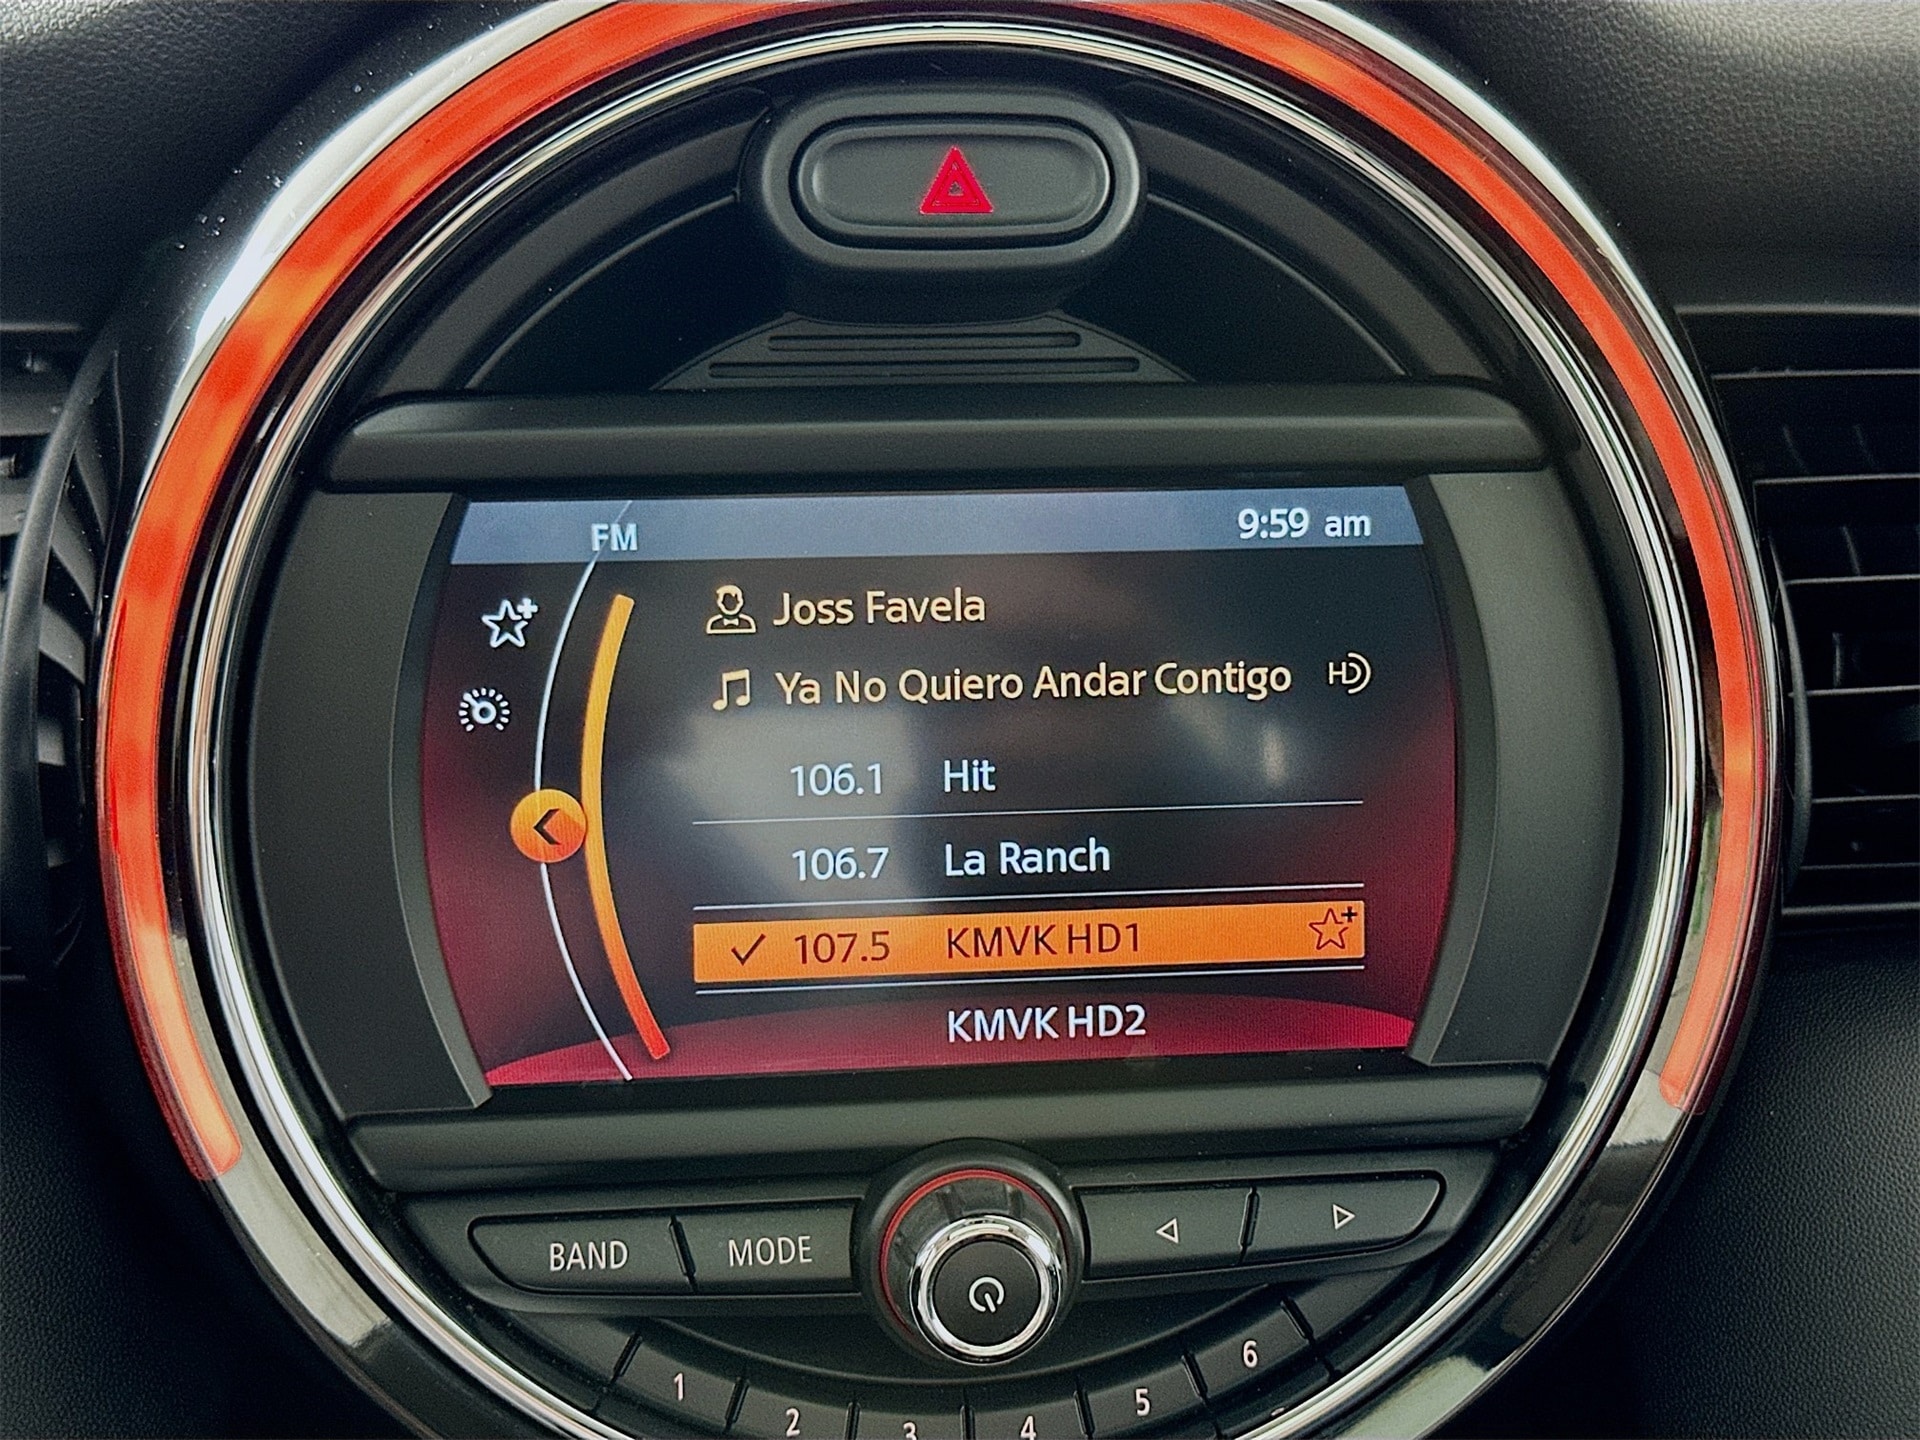 FM 9:59 am
Joss Favela
Ya No Quiero Andar Contigo HD
106.1 Hit
106.7 La Ranch
107.5 KMVK HD1
KMVK HD2
BAND MODE
1 2 3 4 5 6